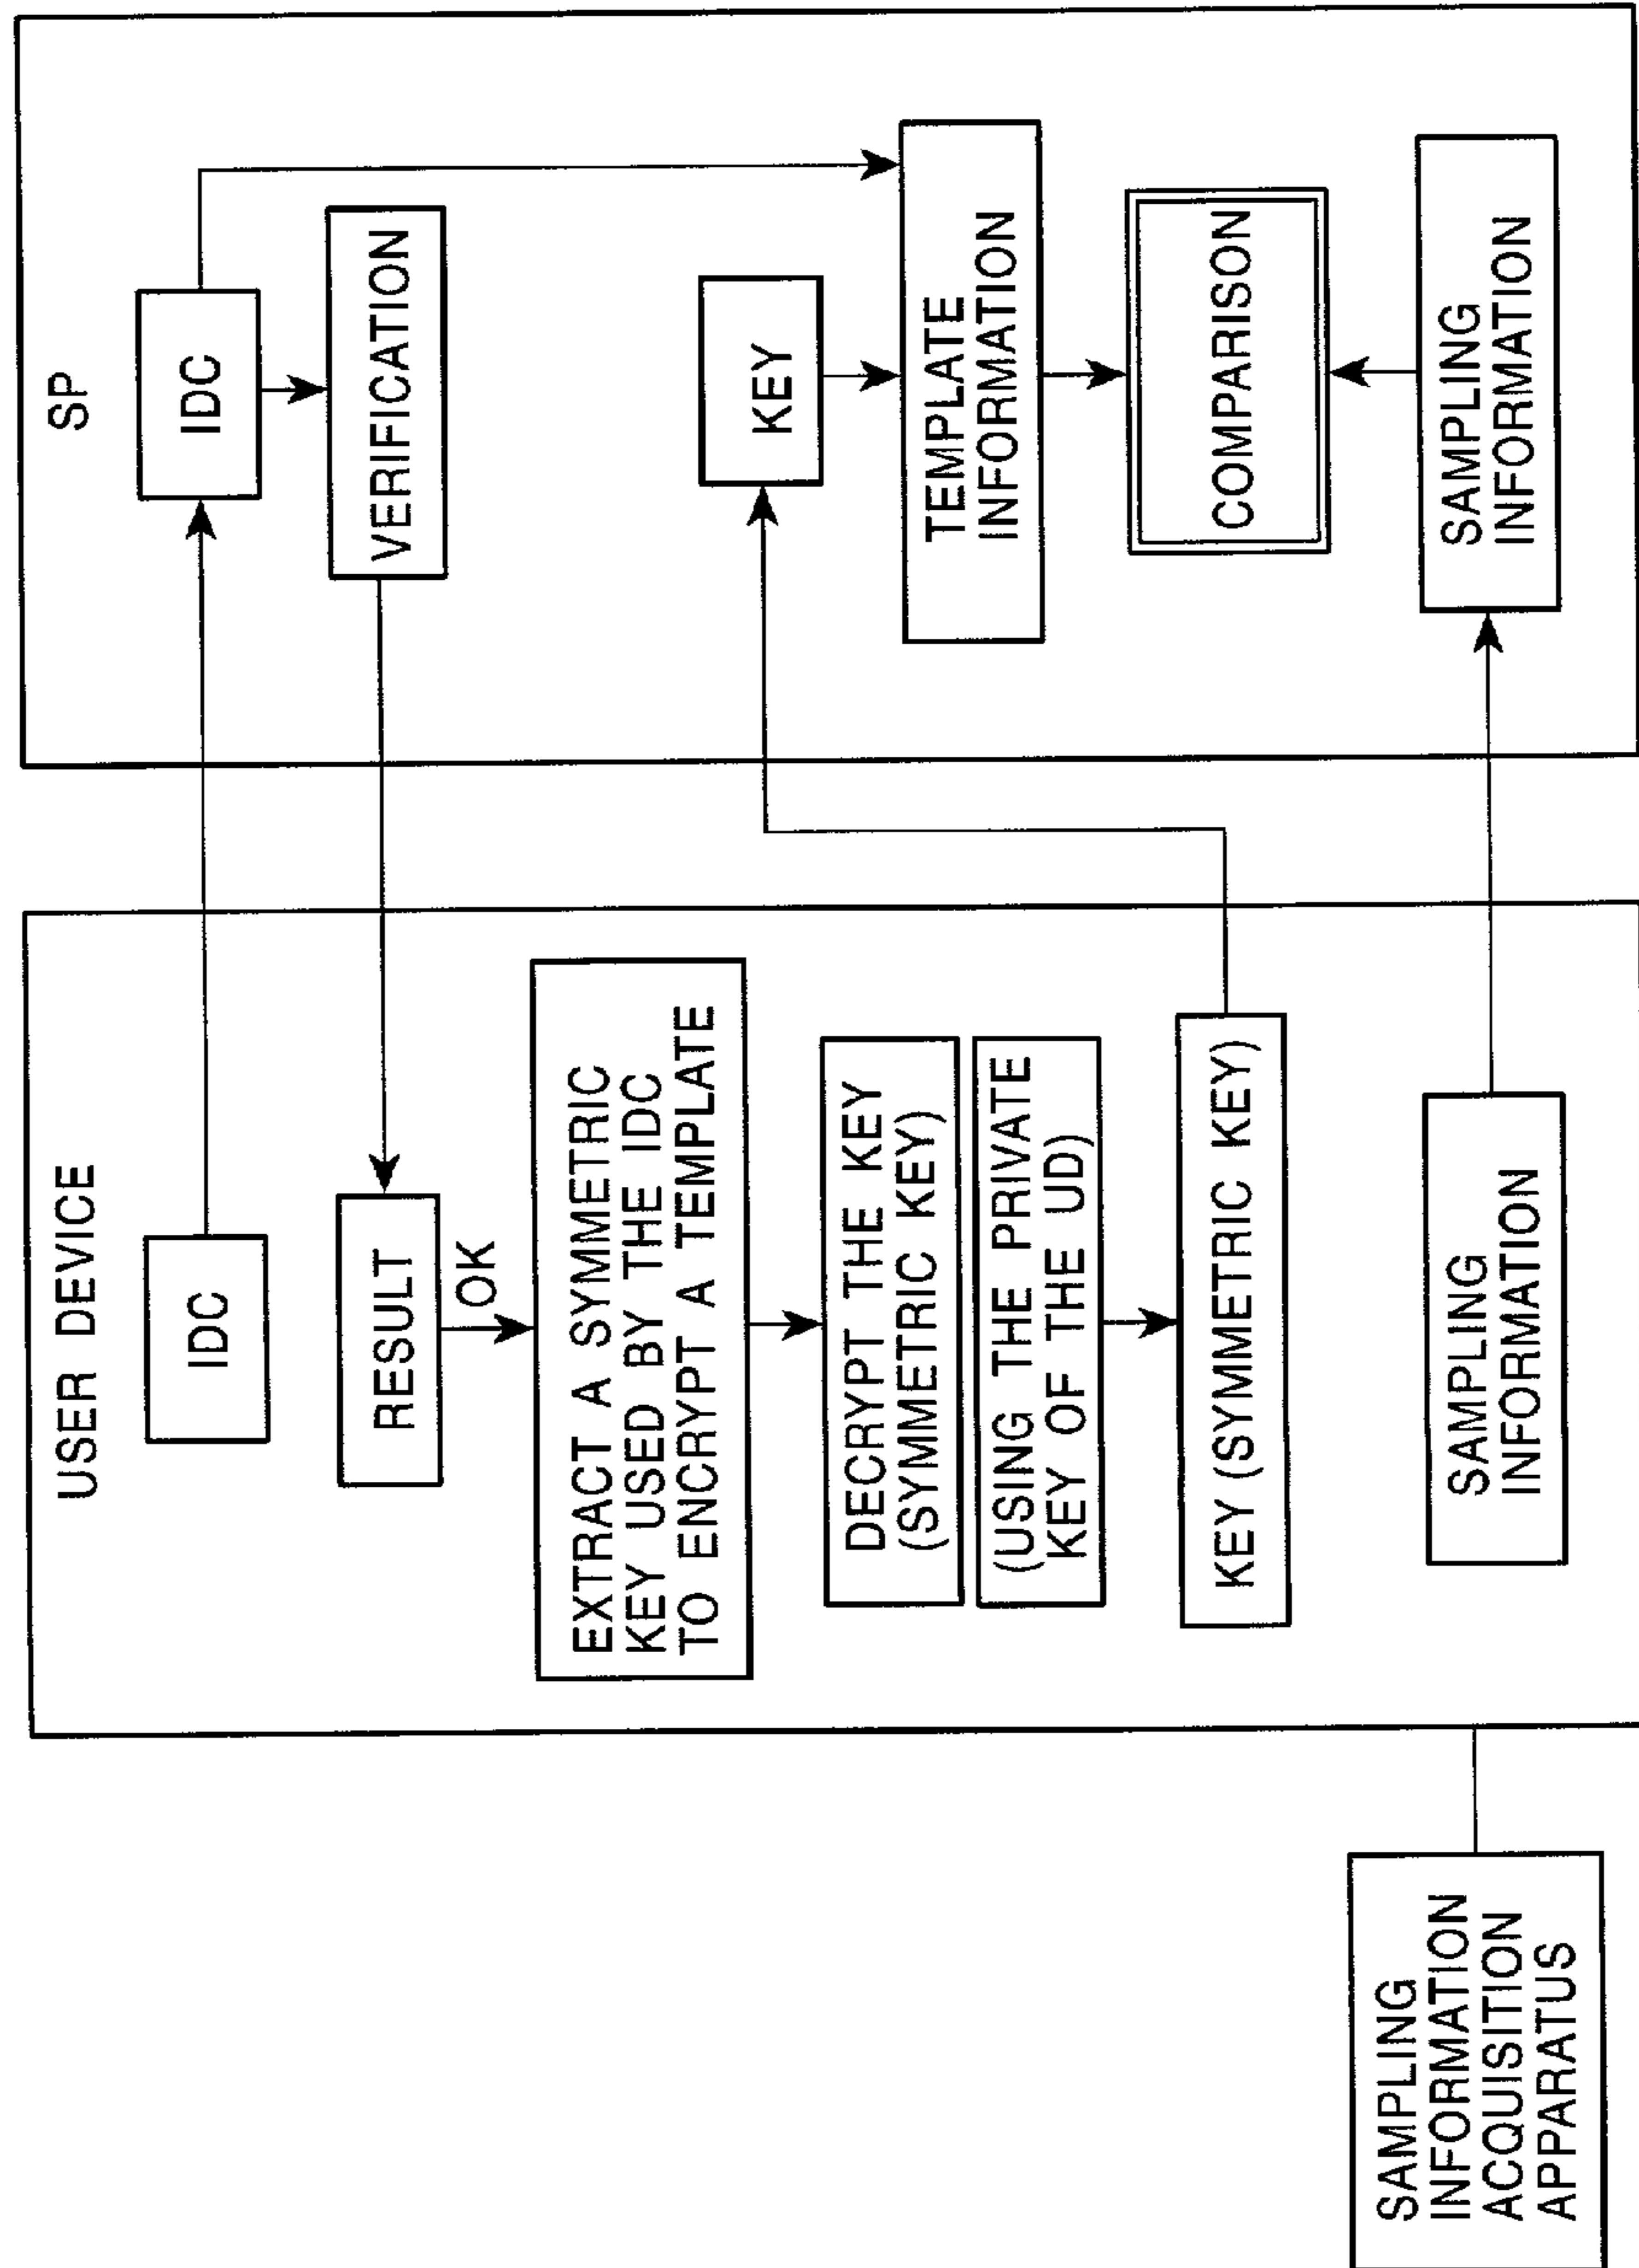 SAMPLING
INFORMATION
ACQUISITION
APPARATUS
USER DEVICE
IDC
RESULT
OK
EXTRACT A SYMMETRIC
KEY USED BY THE IDC
TO ENCRYPT A TEMPLATE
DECRYPT THE KEY
(SYMMETRIC KEY)
(USING THE PRIVATE
KEY OF THE UD)
KEY (SYMMETRIC KEY)
SAMPLING
INFORMATION
SP
IDC
VERIFICATION
KEY
TEMPLATE
INFORMATION
COMPARISON
SAMPLING
INFORMATION